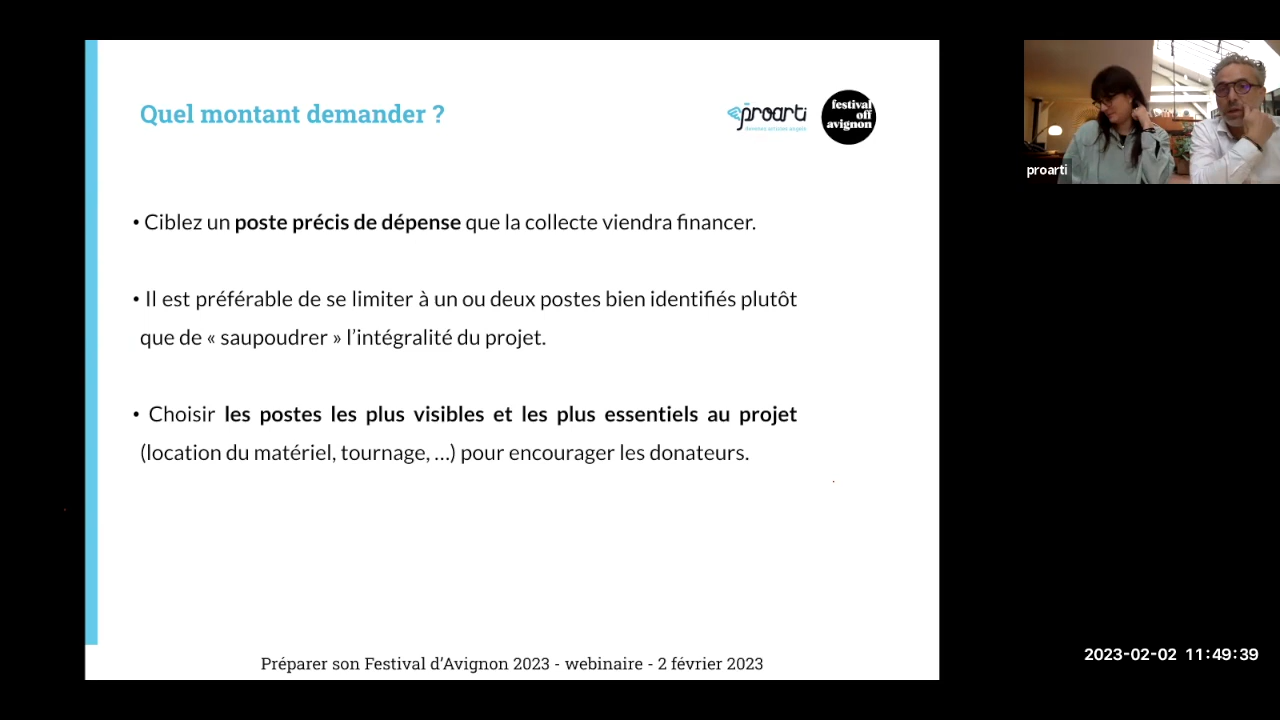 Quel montant demander ?
proarti
festival
off
avignon
• Ciblez un poste précis de dépense que la collecte viendra financer.
• Il est préférable de se limiter à un ou deux postes bien identifiés plutôt
que de « saupoudrer » l'intégralité du projet.
• Choisir les postes les plus visibles et les plus essentiels au projet
(location du matériel, tournage, ...) pour encourager les donateurs.
Préparer son Festival d'Avignon 2023 - webinaire - 2 février 2023
proarti
2023-02-02 11:49:39